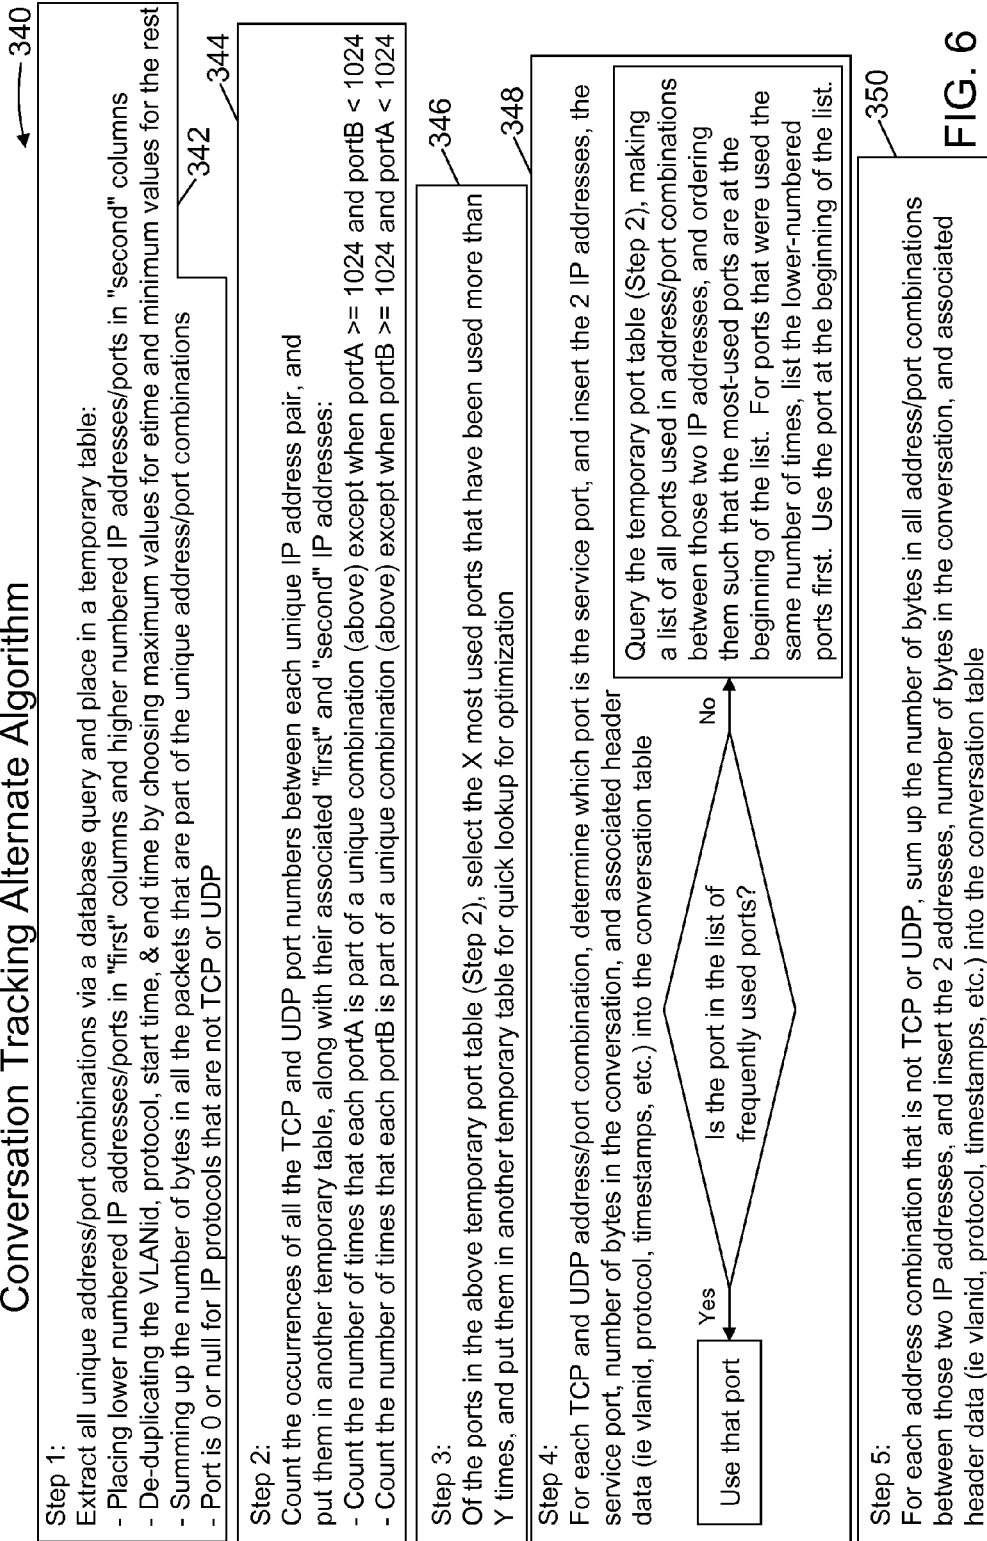 Conversation Tracking Alternate Algorithm
340
Step 1:
Extract all unique address/port combinations via a database query and place in a temporary table:
- Placing lower numbered IP addresses/ports in "first" columns and higher numbered IP addresses/ports in "second" columns
- De-duplicating the VLANid, protocol, start time, & end time by choosing maximum values for etime and minimum values for the rest
- Summing up the number of bytes in all the packets that are part of the unique address/port combinations
- Port is 0 or null for IP protocols that are not TCP or UDP
342
344
Step 2:
Count the occurrences of all the TCP and UDP port numbers between each unique IP address pair, and
put them in another temporary table, along with their associated "first" and "second" IP addresses:
- Count the number of times that each portA is part of a unique combination (above) except when portA >= 1024 and portB < 1024
- Count the number of times that each portB is part of a unique combination (above) except when portB >= 1024 and portA < 1024
346
Step 3:
Of the ports in the above temporary port table (Step 2), select the X most used ports that have been used more than
Y times, and put them in another temporary table for quick lookup for optimization
348
Step 4:
For each TCP and UDP address/port combination, determine which port is the service port, and insert the 2 IP addresses, the
service port, number of bytes in the conversation, and associated header
data (ie vlanid, protocol, timestamps, etc.) into the conversation table
Is the port in the list of
frequently used ports?
Yes
Use that port
No
Query the temporary port table (Step 2), making
a list of all ports used in address/port combinations
between those two IP addresses, and ordering
them such that the most-used ports are at the
beginning of the list. For ports that were used the
same number of times, list the lower-numbered
ports first. Use the port at the beginning of the list.
350
Step 5:
For each address combination that is not TCP or UDP, sum up the number of bytes in all address/port combinations
between those two IP addresses, and insert the 2 addresses, number of bytes in the conversation, and associated
header data (ie vlanid, protocol, timestamps, etc.) into the conversation table
FIG. 6